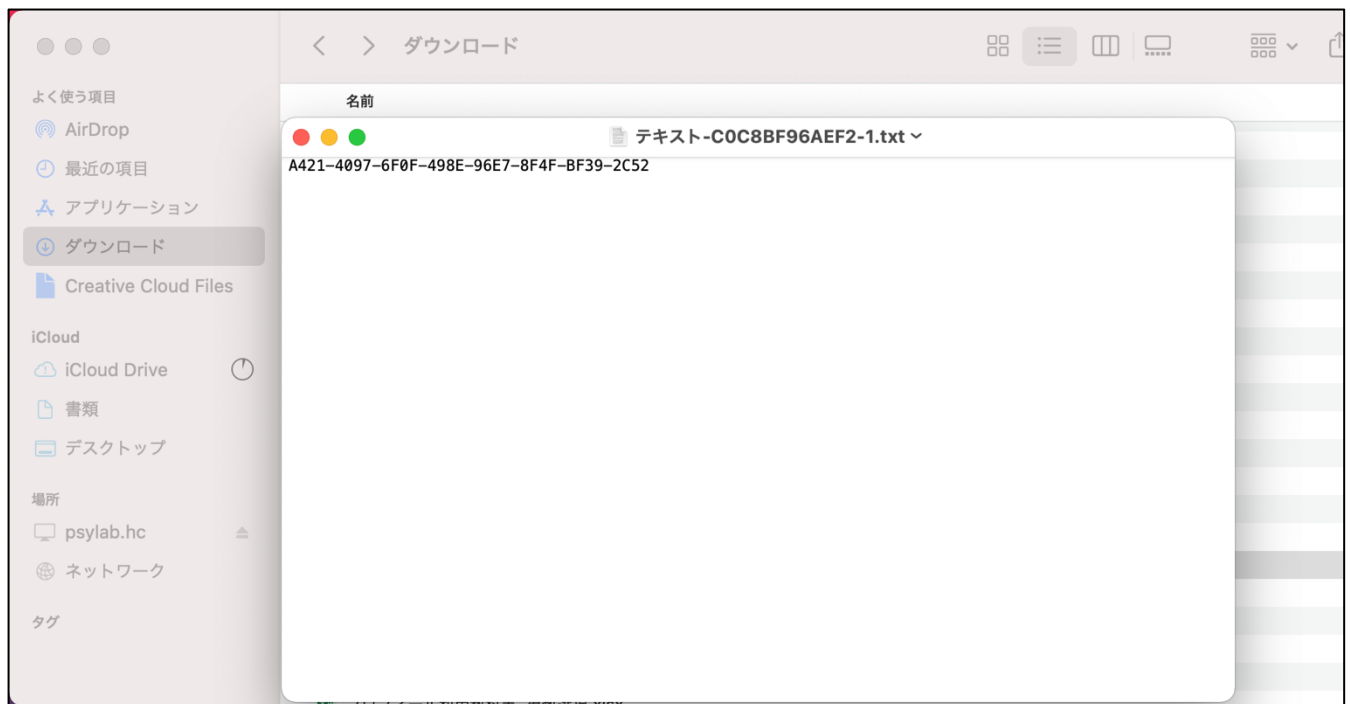 ダウンロード
よく使う項目
名前
AirDrop
テキスト-C0C8BF96AEF2-1.txt
A421-4097-6F0F-498E-96E7-8F4F-BF39-2C52
最近の項目
アプリケーション
ダウンロード
Creative Cloud Files
iCloud
iCloud Drive
書類
デスクトップ
場所
psylab.hc
ネットワーク
タグ